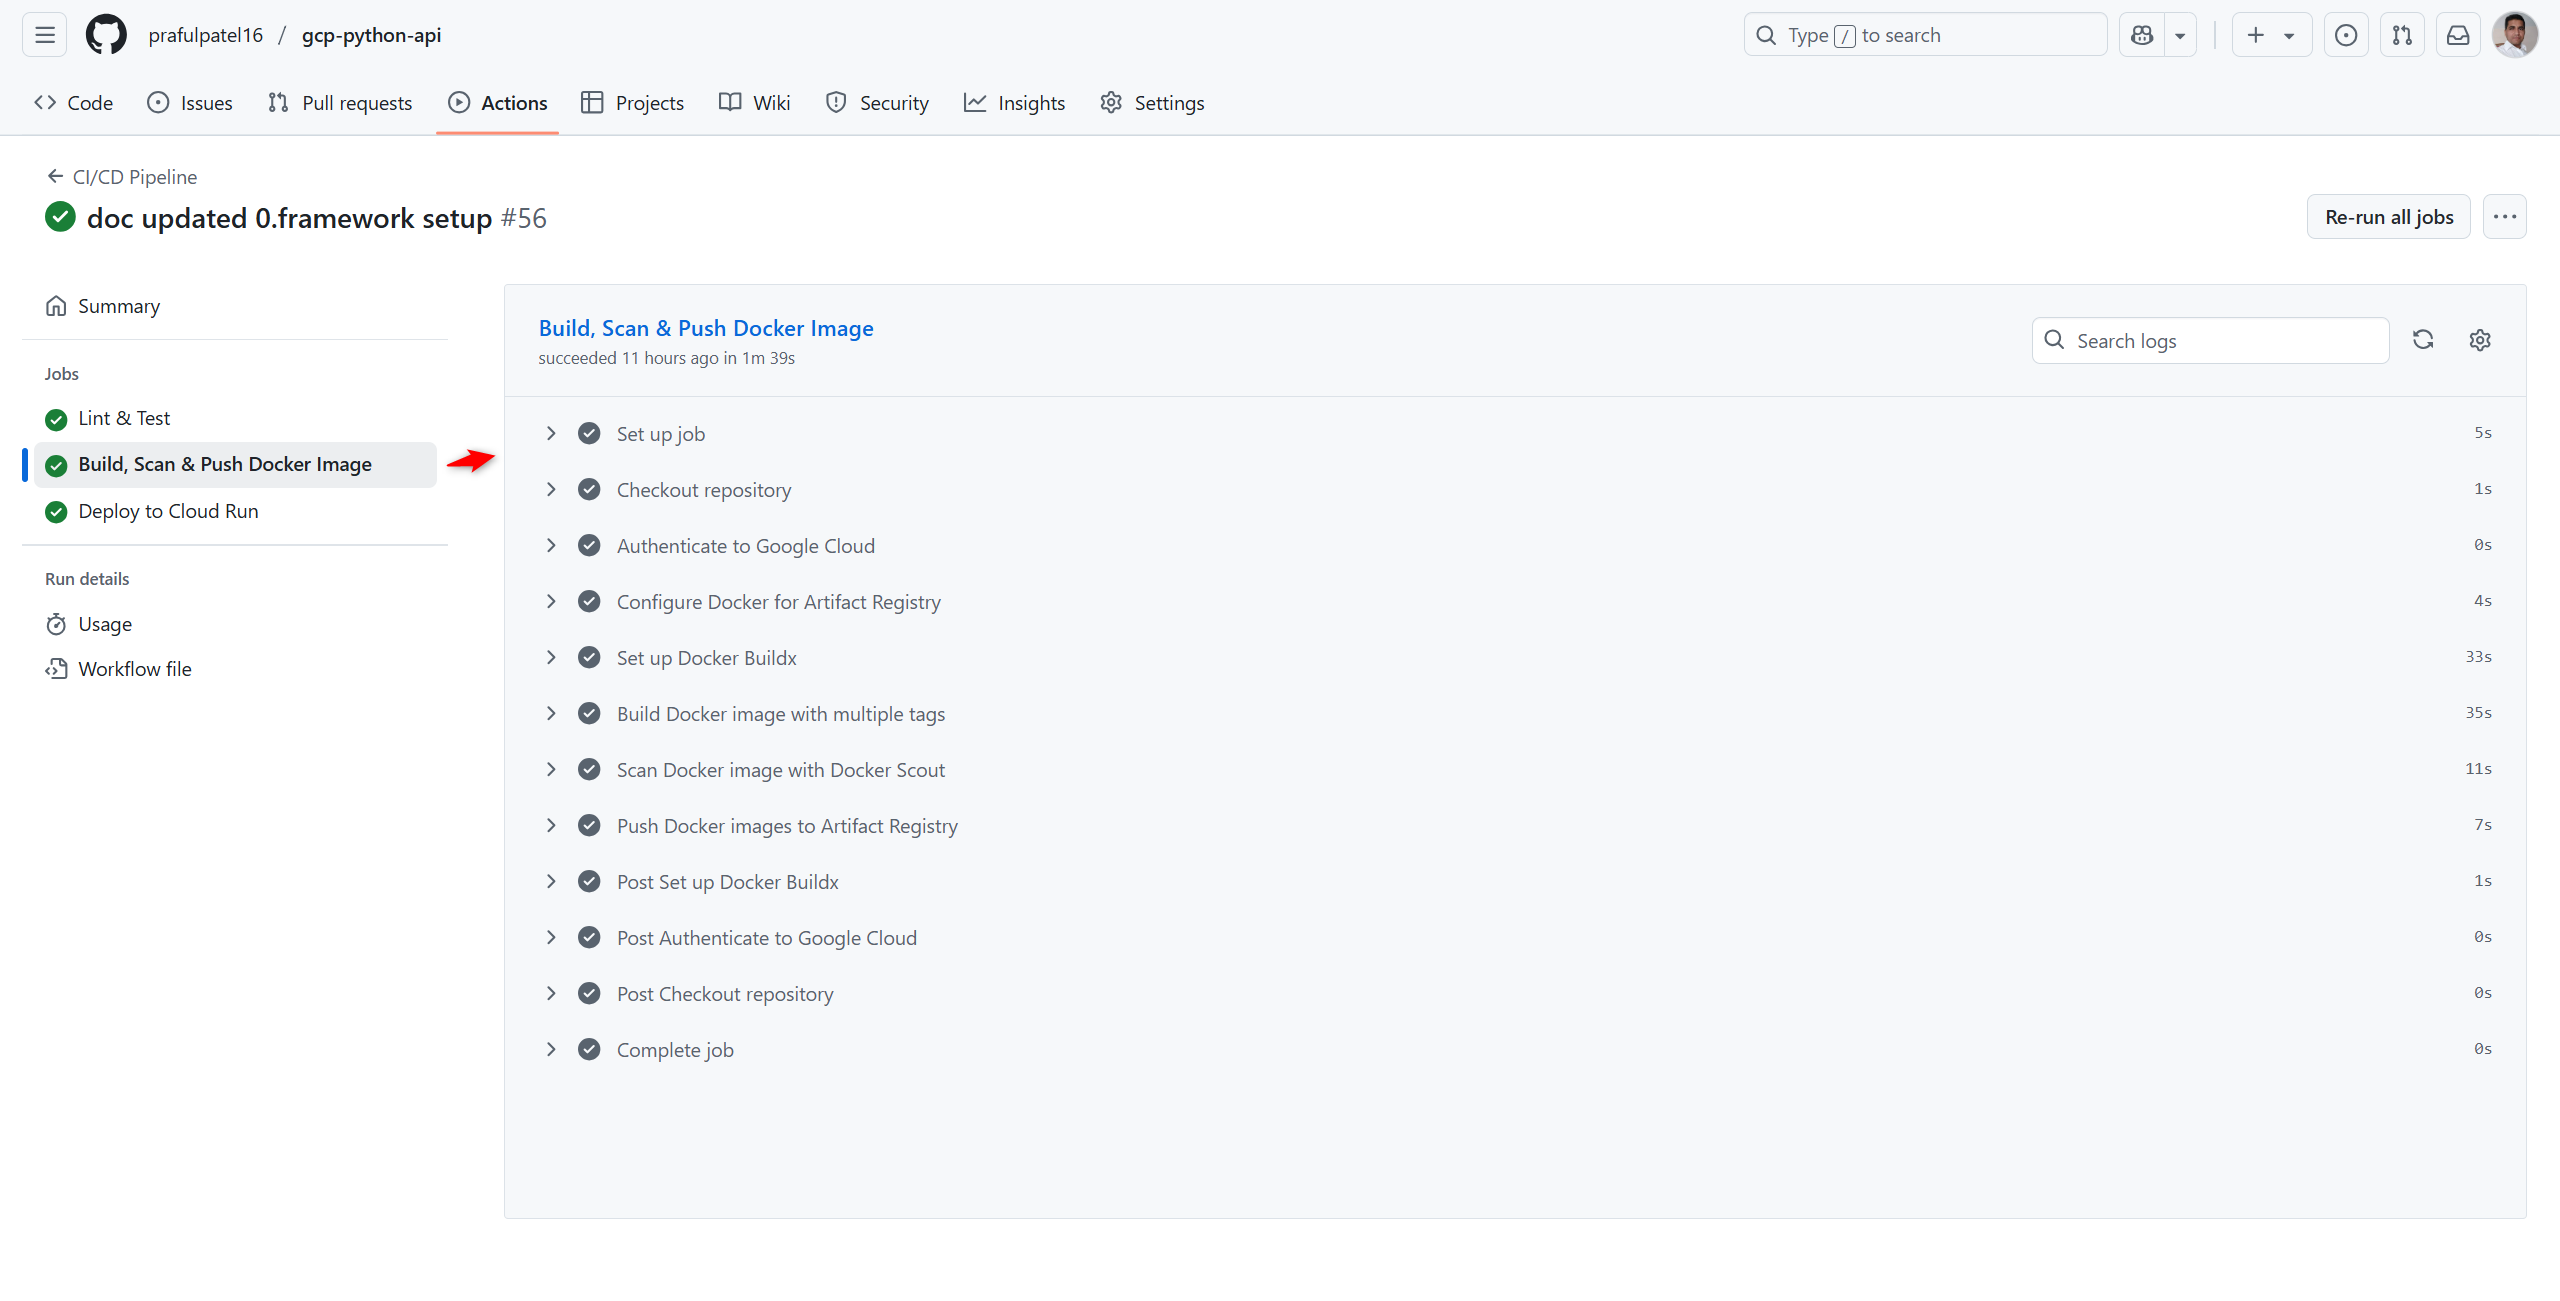 prafulpatel16 / gcp-python-api
Type / to search
Code Issues Pull requests Actions Projects Wiki Security Insights Settings
CI/CD Pipeline
doc updated 0.framework setup #56
Re-run all jobs
Summary
Jobs
Lint & Test
Build, Scan & Push Docker Image
Deploy to Cloud Run
Run details
Usage
Workflow file
Build, Scan & Push Docker Image
succeeded 11 hours ago in 1m 39s
Search logs
Set up job 5s
Checkout repository 1s
Authenticate to Google Cloud 0s
Configure Docker for Artifact Registry 4s
Set up Docker Buildx 33s
Build Docker image with multiple tags 35s
Scan Docker image with Docker Scout 11s
Push Docker images to Artifact Registry 7s
Post Set up Docker Buildx 1s
Post Authenticate to Google Cloud 0s
Post Checkout repository 0s
Complete job 0s